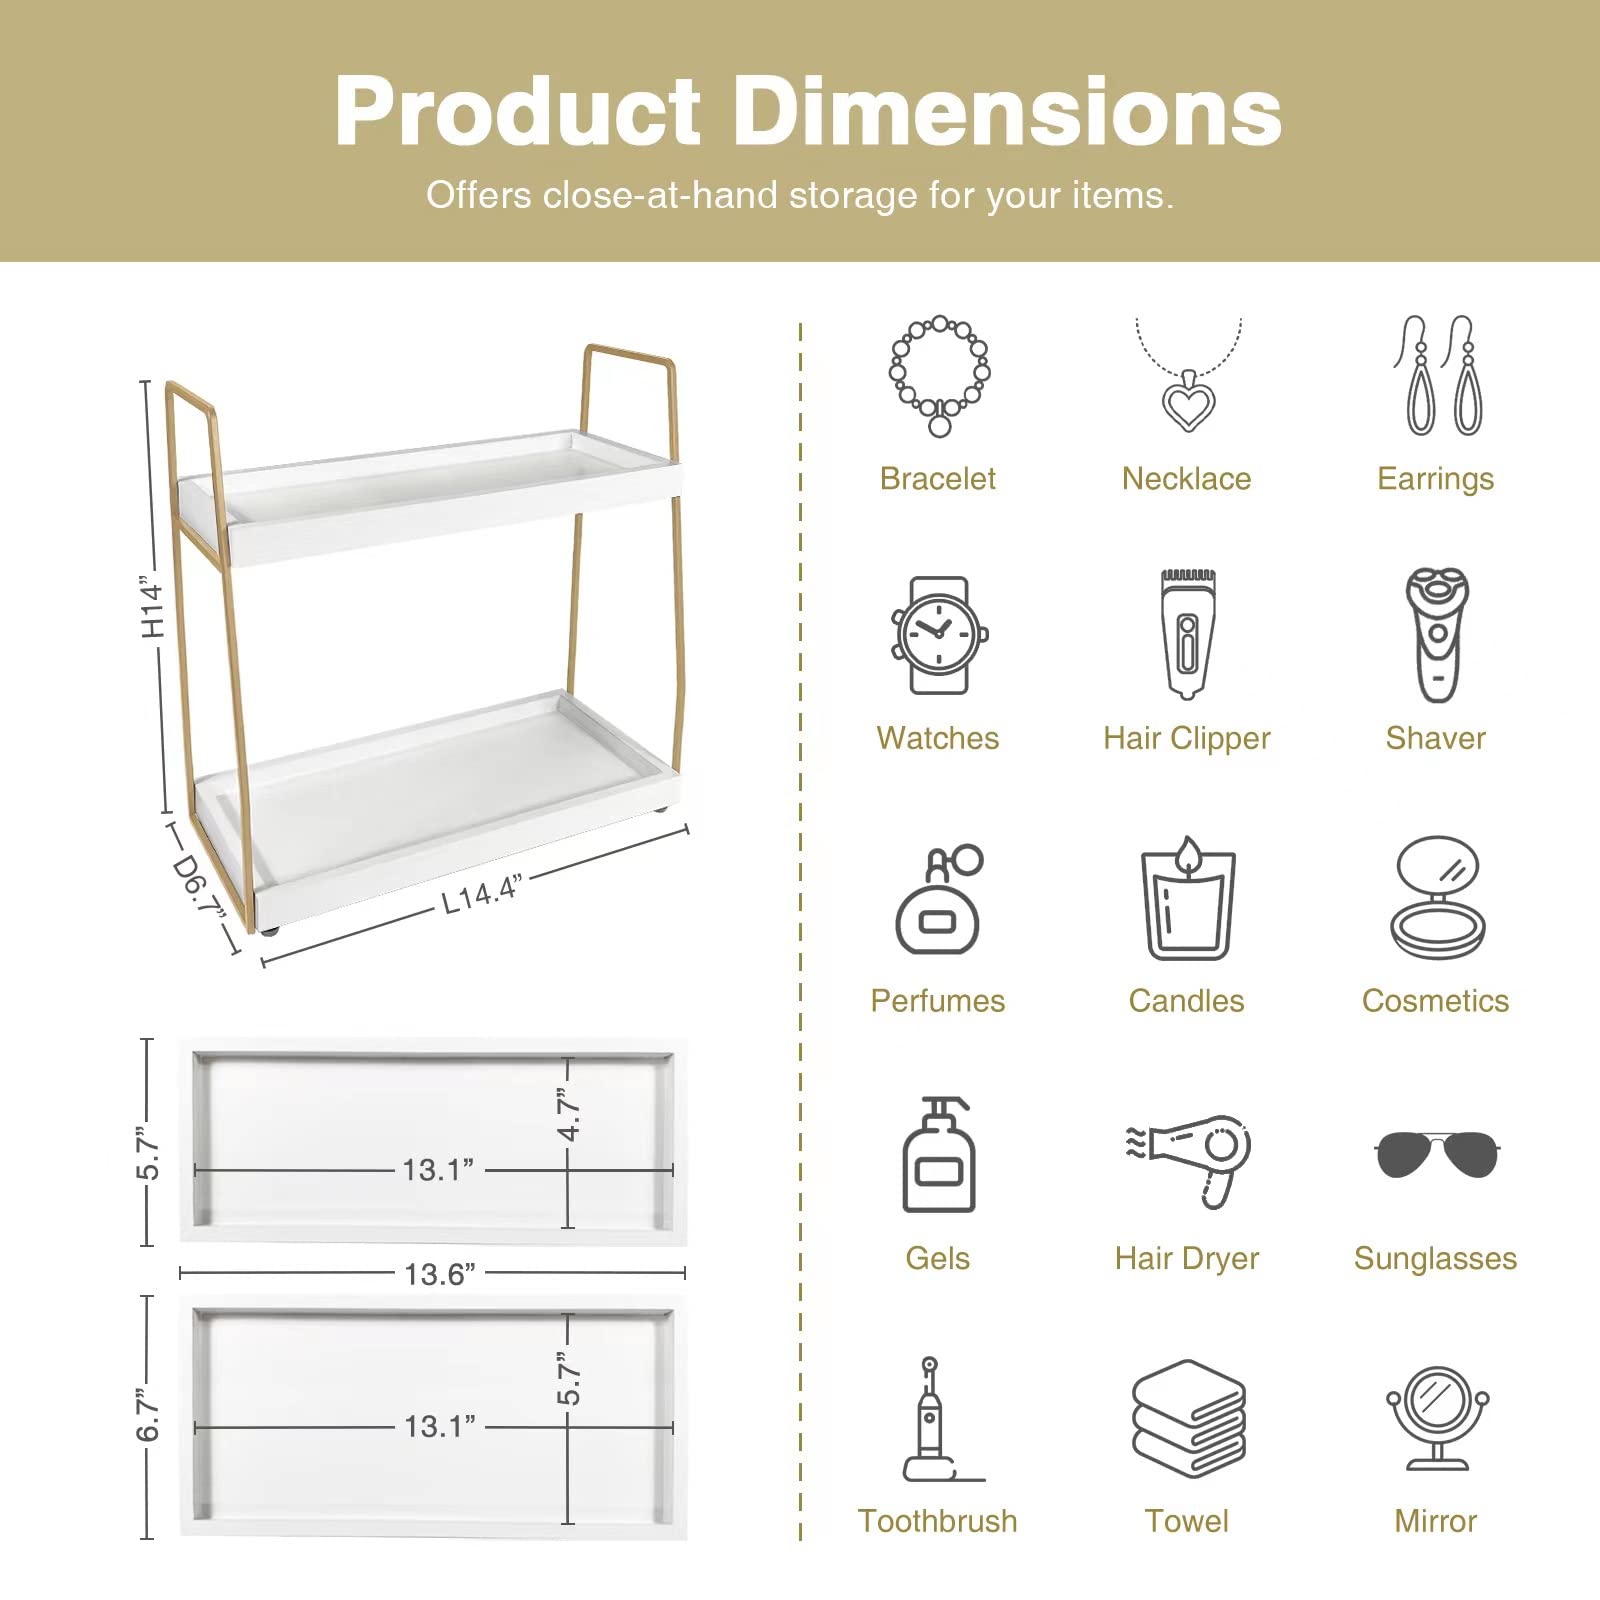 Product Dimensions
Offers close-at-hand storage for your items.
H14”
D6.7”
L14.4”
5.7”
4.7”
13.1”
13.6”
6.7”
5.7”
13.1”
Bracelet
Necklace
Earrings
Watches
Hair Clipper
Shaver
Perfumes
Candles
Cosmetics
Gels
Hair Dryer
Sunglasses
Toothbrush
Towel
Mirror